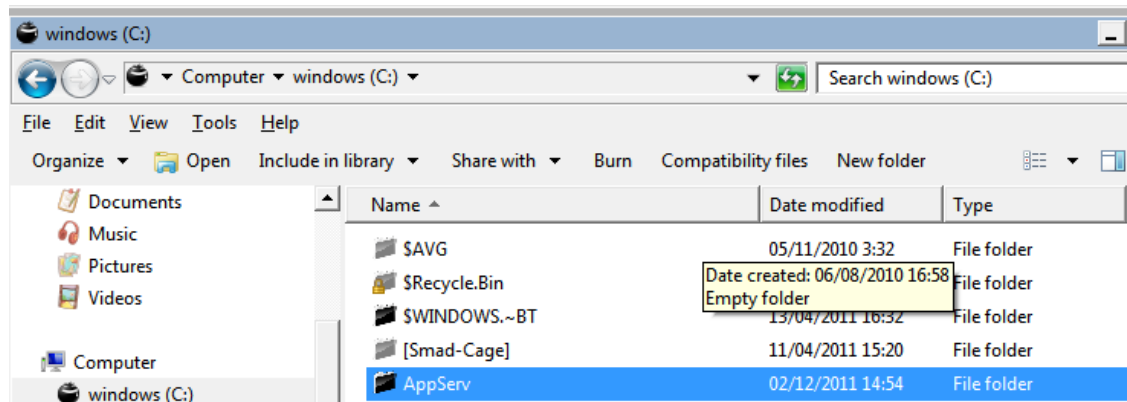 windows (C:)
Computer windows (C:) Search windows (C:)
File Edit View Tools Help
Organize Open Include in library Share with Burn Compatibility files New folder
Documents
Music
Pictures
Videos
Computer
windows (C:)
Name Date modified Type
$AVG 05/11/2010 3:32 File folder
$Recycle.Bin File folder
$WINDOWS.~BT 13/04/2011 16:32 File folder
[Smad-Cage] 11/04/2011 15:20 File folder
AppServ 02/12/2011 14:54 File folder
Date created: 06/08/2010 16:58
Empty folder